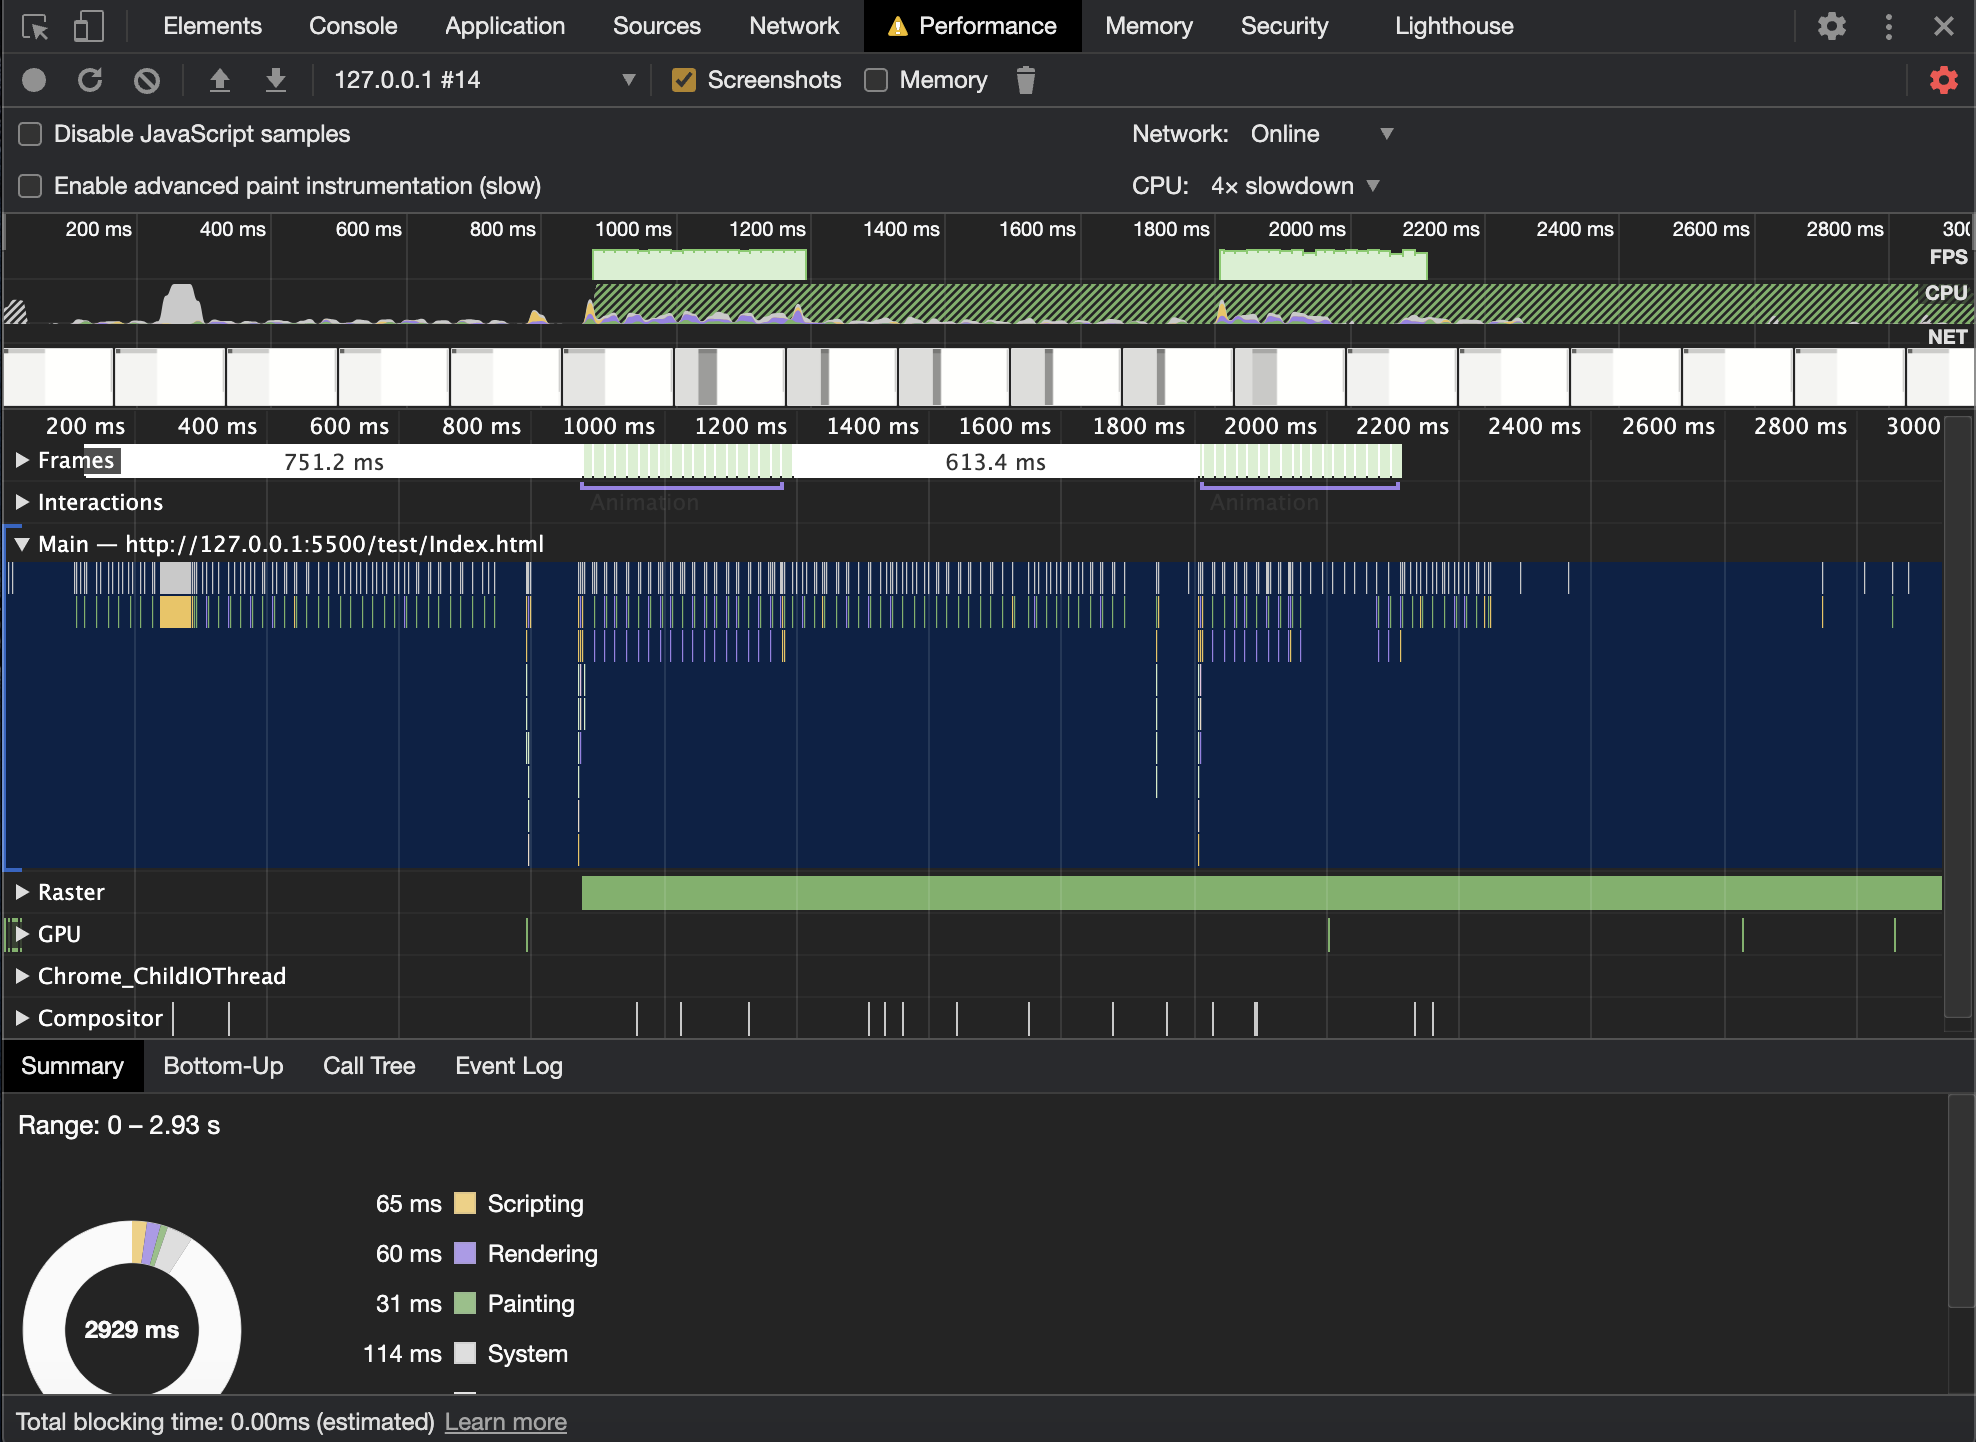 Elements Console Application Sources Network Performance Memory Security Lighthouse
127.0.0.1 #14 Screenshots Memory
Disable JavaScript samples Network: Online
Enable advanced paint instrumentation (slow) CPU: 4× slowdown
200 ms 400 ms 600 ms 800 ms 1000 ms 1200 ms 1400 ms 1600 ms 1800 ms 2000 ms 2200 ms 2400 ms 2600 ms 2800 ms 300
FPS
CPU
NET
200 ms 400 ms 600 ms 800 ms 1000 ms 1200 ms 1400 ms 1600 ms 1800 ms 2000 ms 2200 ms 2400 ms 2600 ms 2800 ms 3000
Frames 751.2 ms 613.4 ms
Interactions Animation Animation
Main — http://127.0.0.1:5500/test/Index.html
Raster
GPU
Chrome_ChildIOThread
Compositor
Summary Bottom-Up Call Tree Event Log
Range: 0 – 2.93 s
65 ms Scripting
60 ms Rendering
31 ms Painting
2929 ms
114 ms System
Total blocking time: 0.00ms (estimated) Learn more